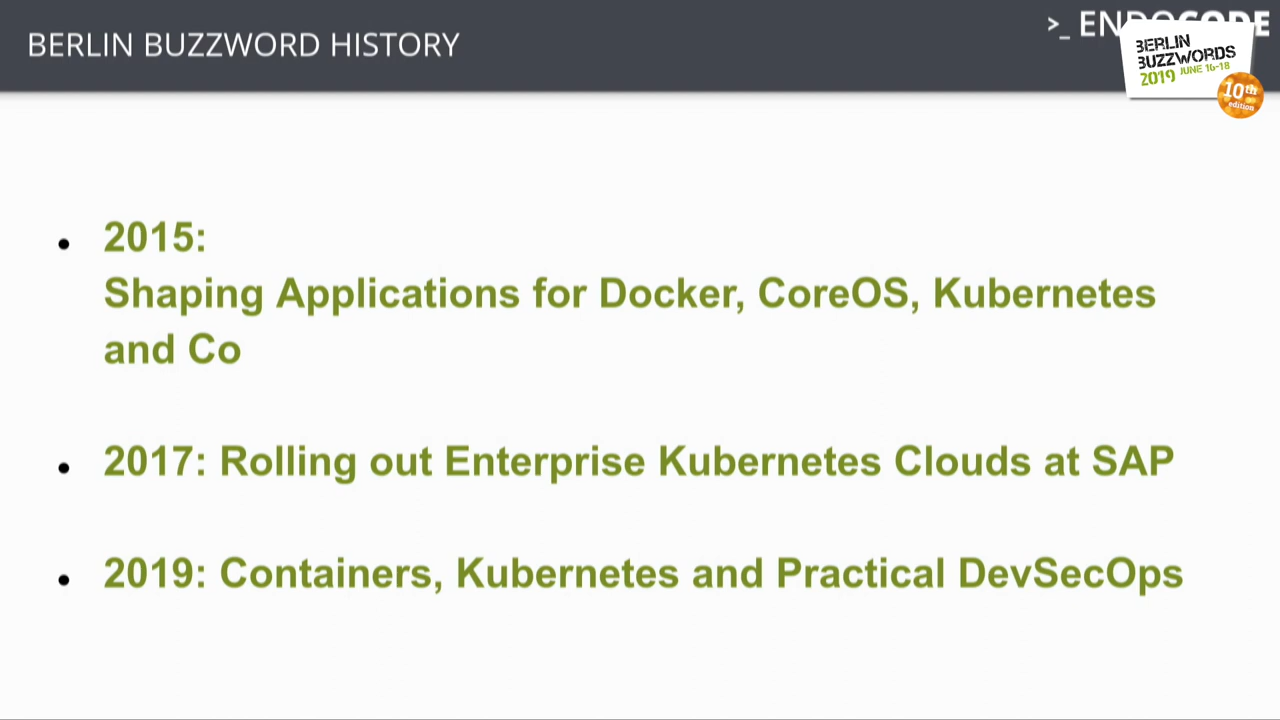 BERLIN BUZZWORD HISTORY
>_ ENDOCODE
BERLIN
BUZZWORDS
2019 JUNE 16-18
10th
edition
• 2015:
Shaping Applications for Docker, CoreOS, Kubernetes
and Co
• 2017: Rolling out Enterprise Kubernetes Clouds at SAP
• 2019: Containers, Kubernetes and Practical DevSecOps